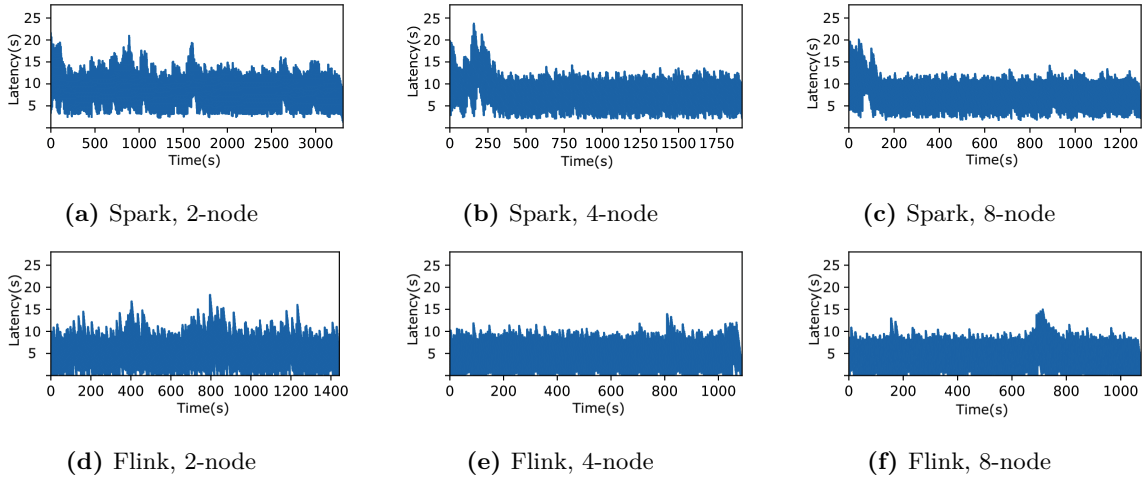 Latency(s)
25
20
15
10
5
0 500 1000 1500 2000 2500 3000
Time(s)
(a) Spark, 2-node
Latency(s)
25
20
15
10
5
0 250 500 750 1000 1250 1500 1750
Time(s)
(b) Spark, 4-node
Latency(s)
25
20
15
10
5
0 200 400 600 800 1000 1200
Time(s)
(c) Spark, 8-node
Latency(s)
25
20
15
10
5
0 200 400 600 800 1000 1200 1400
Time(s)
(d) Flink, 2-node
Latency(s)
25
20
15
10
5
0 200 400 600 800 1000
Time(s)
(e) Flink, 4-node
Latency(s)
25
20
15
10
5
0 200 400 600 800 1000
Time(s)
(f) Flink, 8-node